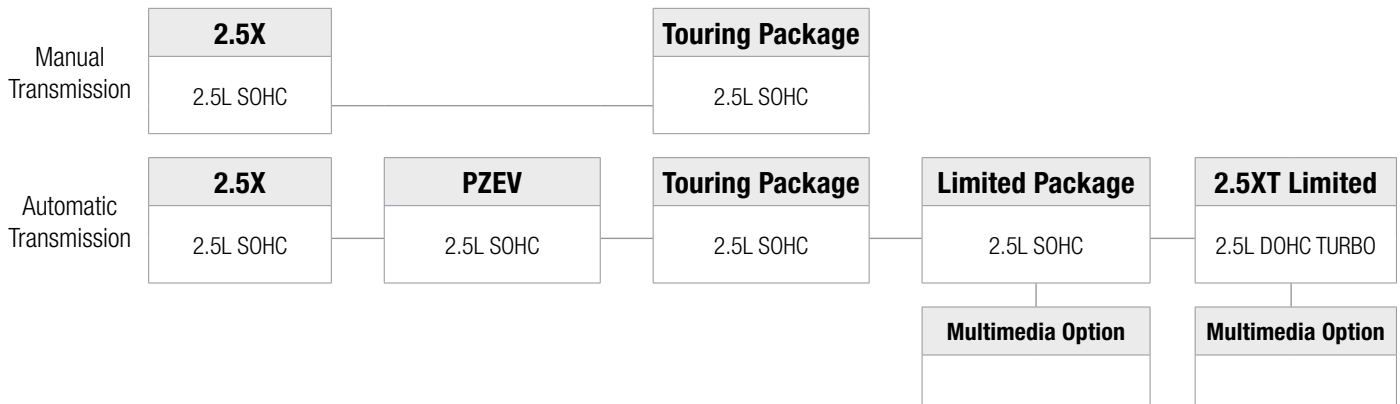 2.5X
Touring Package
Manual
Transmission
2.5L SOHC
2.5L SOHC
2.5X
PZEV
Touring Package
Limited Package
2.5XT Limited
Automatic
Transmission
2.5L SOHC
2.5L SOHC
2.5L SOHC
2.5L SOHC
2.5L DOHC TURBO
Multimedia Option
Multimedia Option